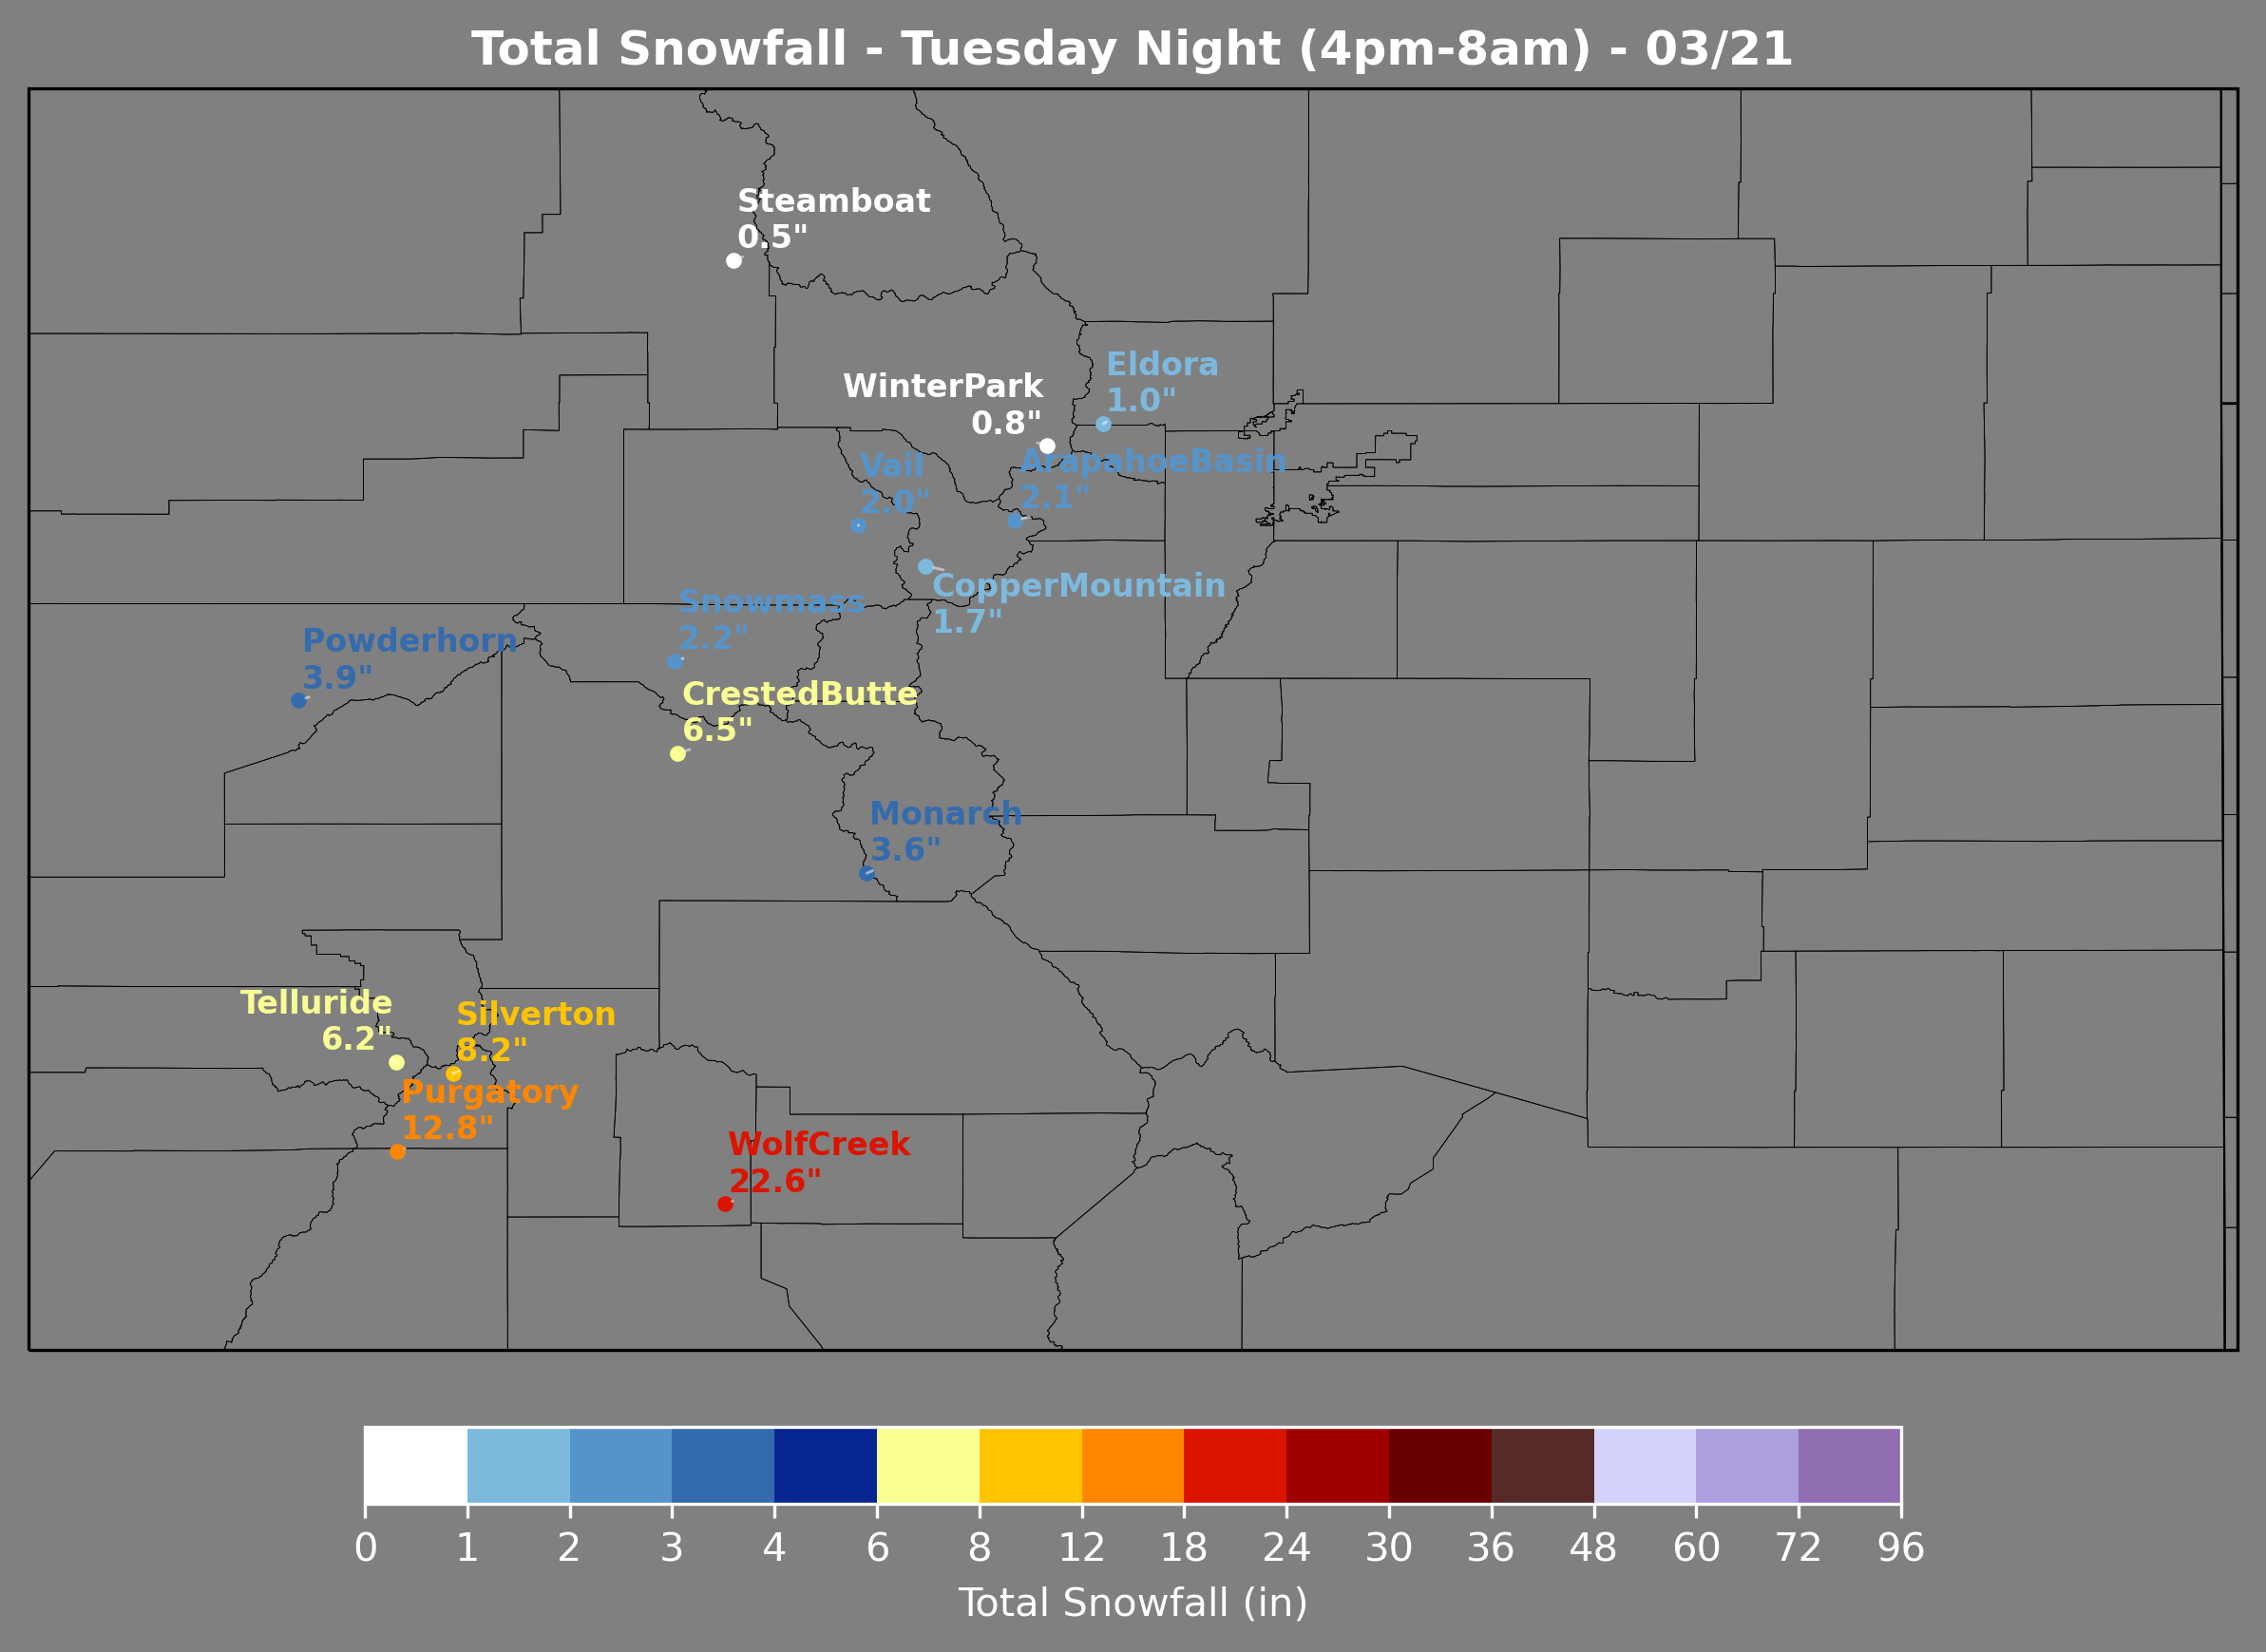 Total Snowfall - Tuesday Night (4pm-8am) - 03/21
Steamboat
0.5"
Eldora
1.0"
WinterPark
0.8"
Vail
2.0"
ArapahoeBasin
2.1"
CopperMountain
1.7"
Snowmass
2.2"
Powderhorn
3.9"
CrestedButte
6.5"
Monarch
3.6"
Telluride
6.2"
Silverton
8.2"
Purgatory
12.8"
WolfCreek
22.6"
0 1 2 3 4 6 8 12 18 24 30 36 48 60 72 96
Total Snowfall (in)